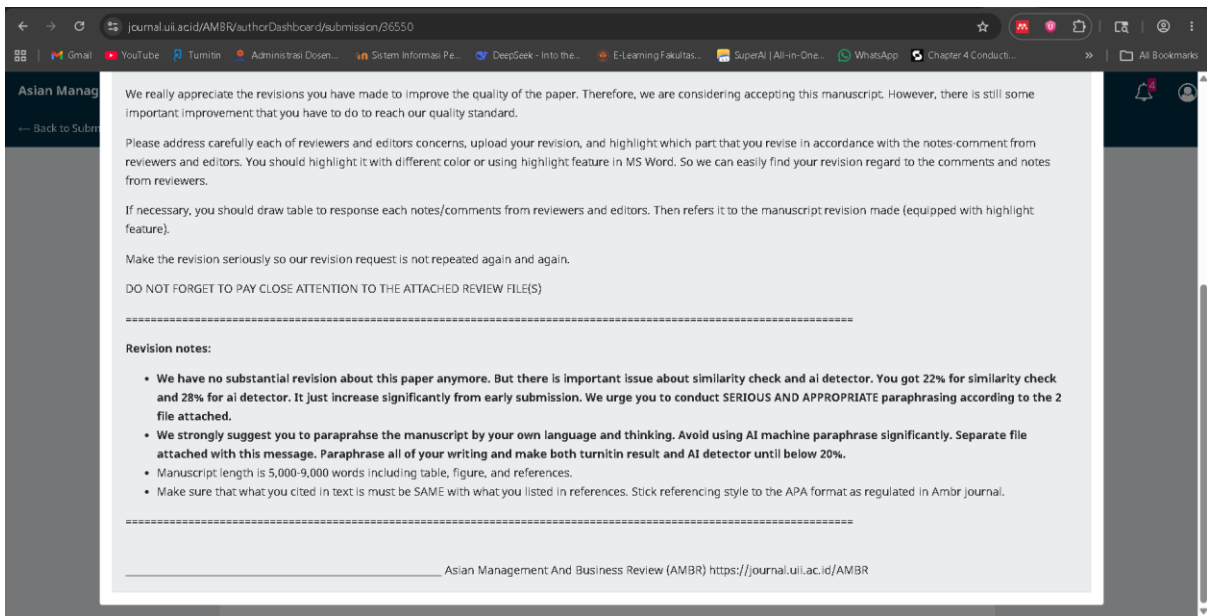 journal.uii.ac.id/AMBR/authorDashboard/submission/36550
Gmail YouTube Turnitin Administrasi Dosen... Sistem Informasi Pe... DeepSeek - Into the... E-Learning Fakultas... SuperAI | All-in-One... WhatsApp Chapter 4 Conducti... » All Bookmarks
Asian Manag
4
← Back to Subm
We really appreciate the revisions you have made to improve the quality of the paper. Therefore, we are considering accepting this manuscript. However, there is still some
important improvement that you have to do to reach our quality standard.
Please address carefully each of reviewers and editors concerns, upload your revision, and highlight which part that you revise in accordance with the notes-comment from
reviewers and editors. You should highlight it with different color or using highlight feature in MS Word. So we can easily find your revision regard to the comments and notes
from reviewers.
If necessary, you should draw table to response each notes/comments from reviewers and editors. Then refers it to the manuscript revision made (equipped with highlight
feature).
Make the revision seriously so our revision request is not repeated again and again.
DO NOT FORGET TO PAY CLOSE ATTENTION TO THE ATTACHED REVIEW FILE(S)
====================================================================================================================
Revision notes:
• We have no substantial revision about this paper anymore. But there is important issue about similarity check and ai detector. You got 22% for similarity check
and 28% for ai detector. It just increase significantly from early submission. We urge you to conduct SERIOUS AND APPROPRIATE paraphrasing according to the 2
file attached.
• We strongly suggest you to paraprahse the manuscript by your own language and thinking. Avoid using AI machine paraphrase significantly. Separate file
attached with this message. Paraphrase all of your writing and make both turnitin result and AI detector until below 20%.
• Manuscript length is 5,000-9,000 words including table, figure, and references.
• Make sure that what you cited in text is must be SAME with what you listed in references. Stick referencing style to the APA format as regulated in Ambr journal.
====================================================================================================================
________________________________________________ Asian Management And Business Review (AMBR) https://journal.uii.ac.id/AMBR